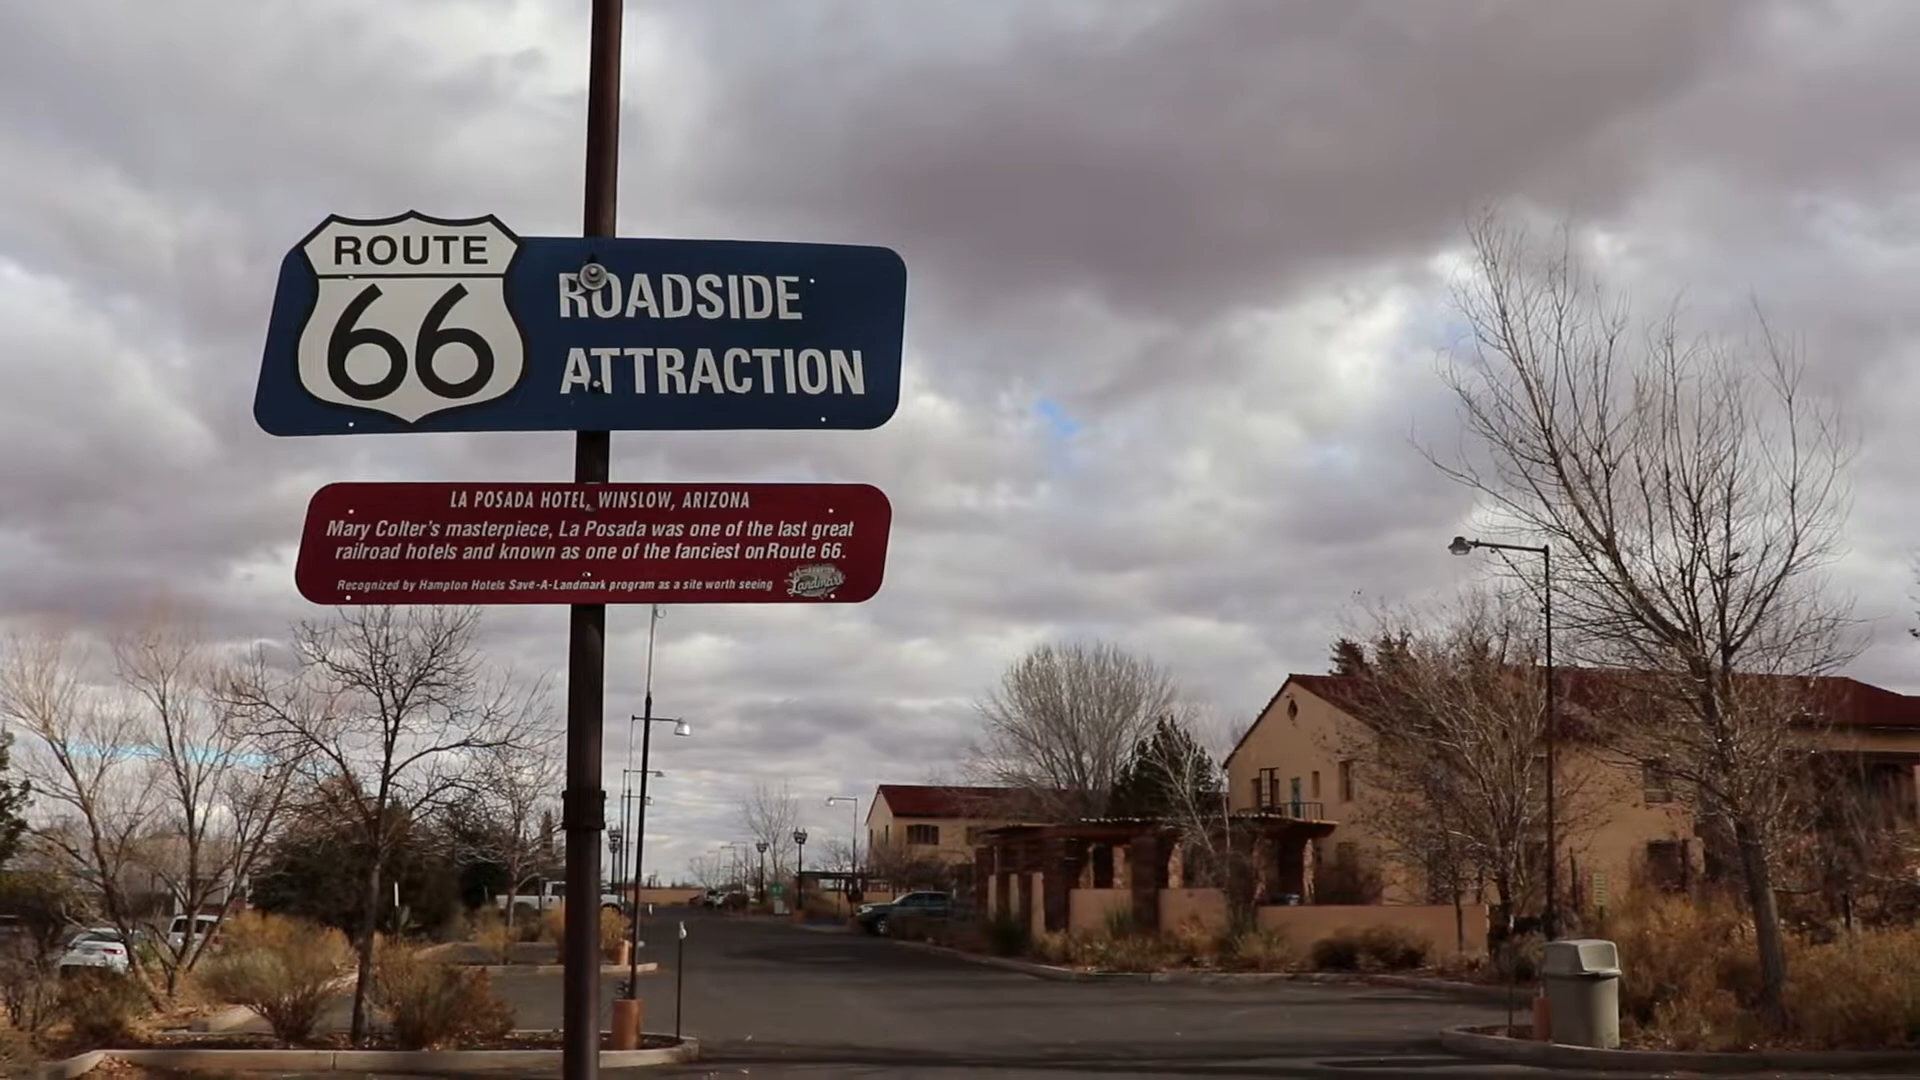 ROUTE
66
ROADSIDE
ATTRACTION
LA POSADA HOTEL, WINSLOW, ARIZONA
Mary Colter's masterpiece, La Posada was one of the last great
railroad hotels and known as one of the fanciest on Route 66.
Recognized by Hampton Hotels Save-A-Landmark program as a site worth seeing
Landmark